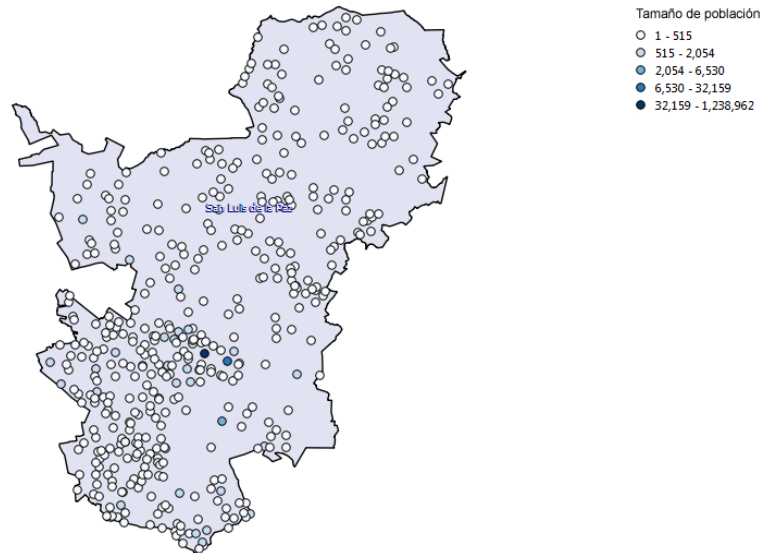 Tamaño de población
1 - 515
515 - 2,054
2,054 - 6,530
6,530 - 32,159
32,159 - 1,238,962
San Luis de la Paz